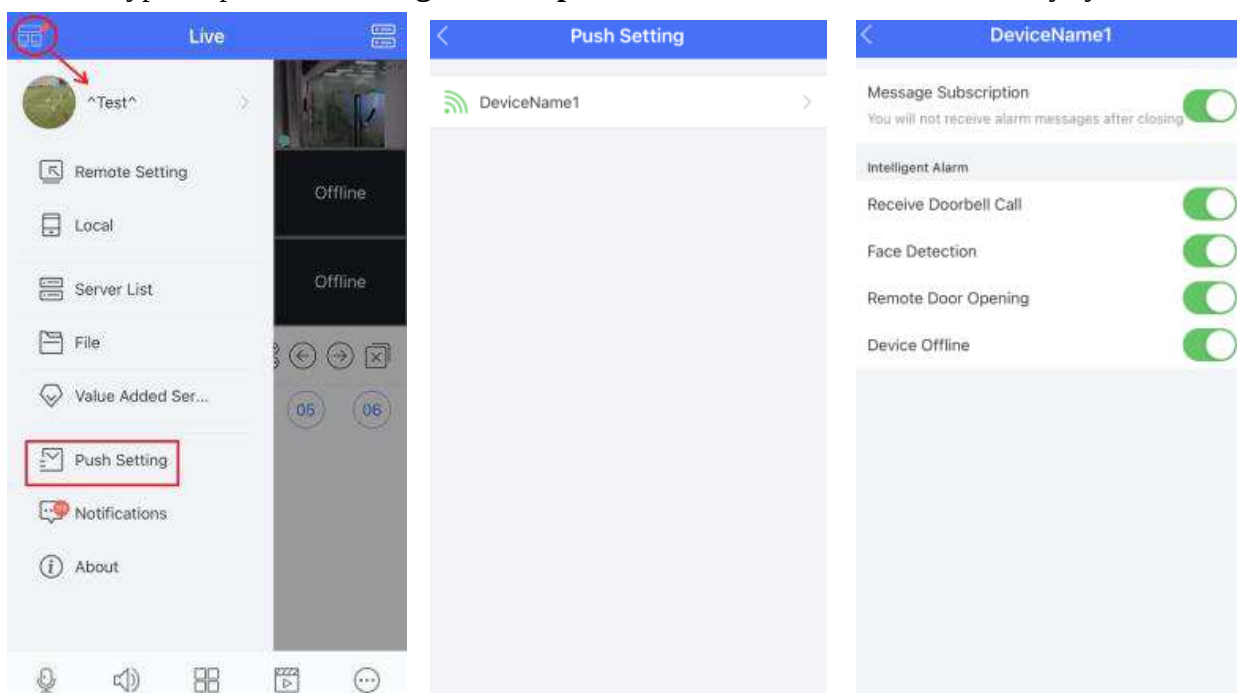 Live
^Test^
Remote Setting
Offline
Local
Server List
Offline
File
Value Added Ser...
05
06
Push Setting
Notifications
About
Push Setting
DeviceName1
DeviceName1
Message Subscription
You will not receive alarm messages after closing
Intelligent Alarm
Receive Doorbell Call
Face Detection
Remote Door Opening
Device Offline